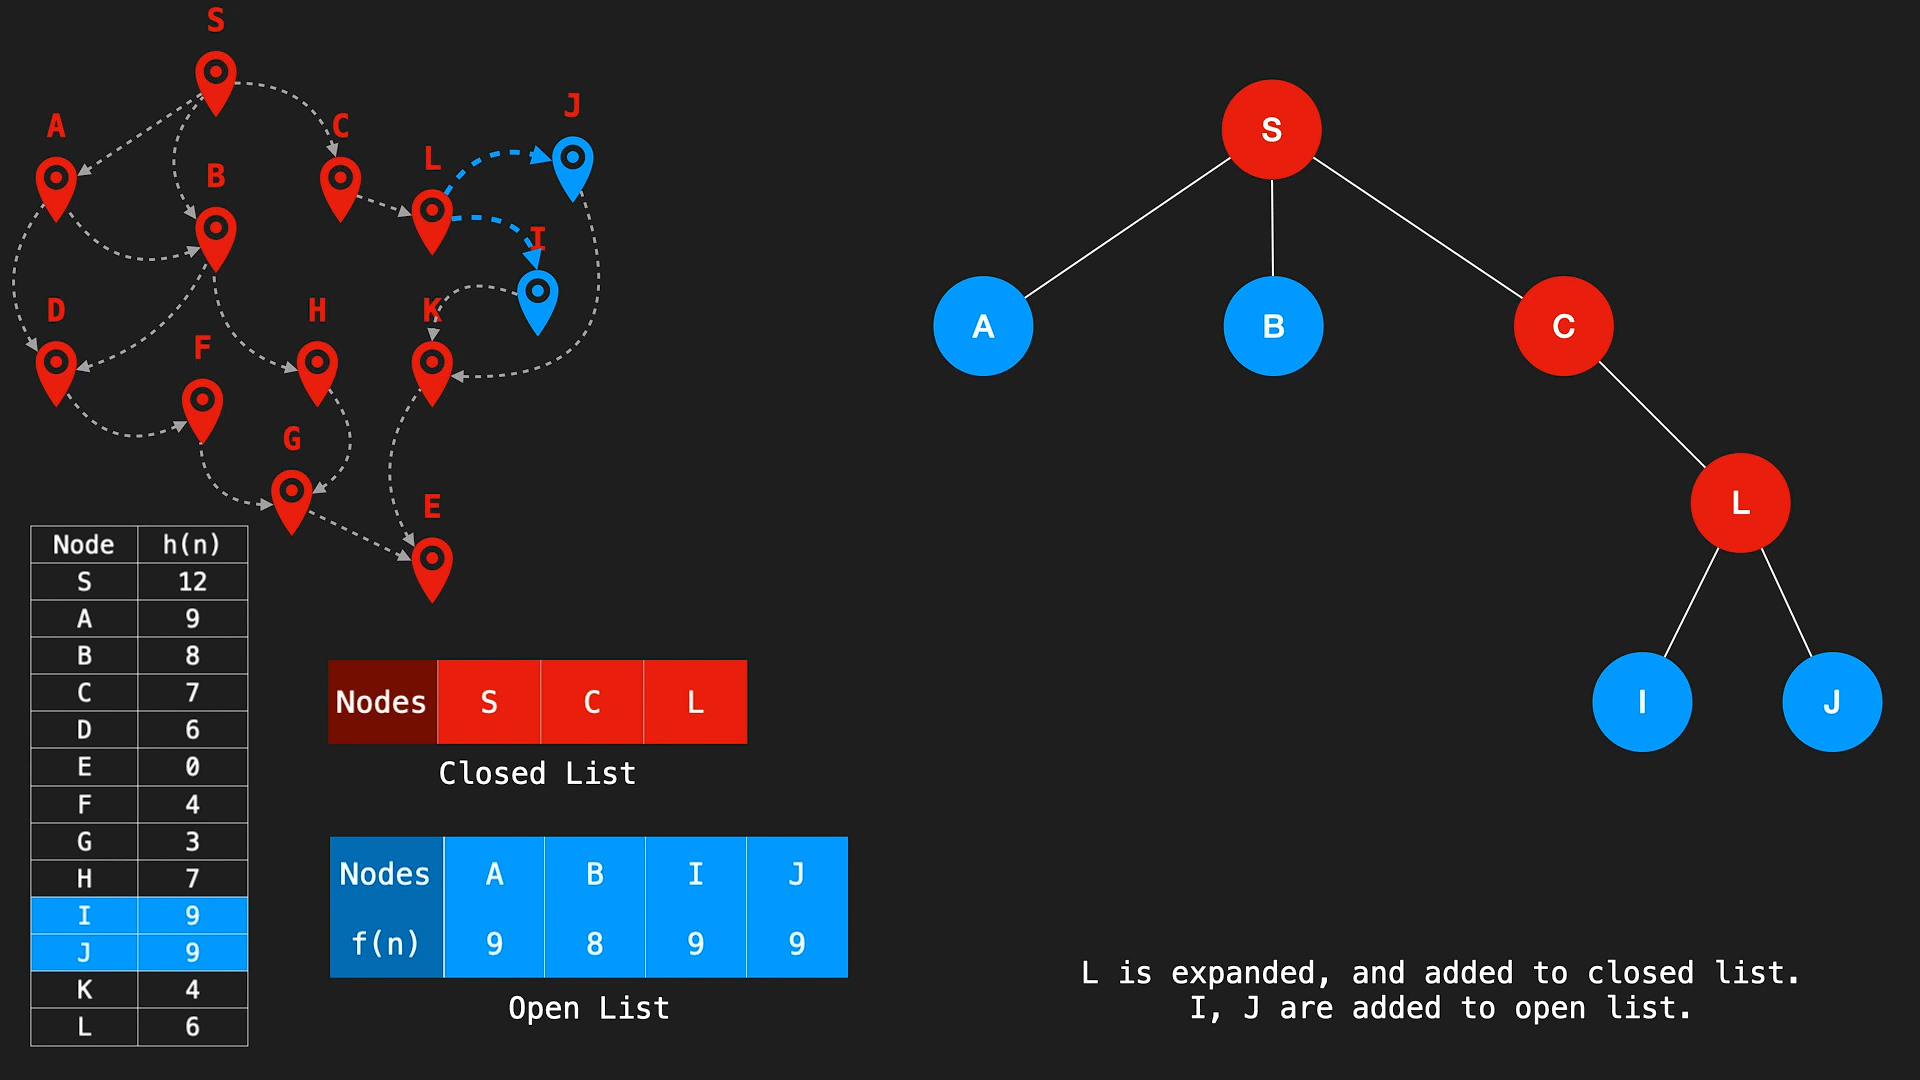 S
A
C
J
L
B
I
D
H
K
F
G
E
Node h(n)
S 12
A 9
B 8
C 7
D 6
E 0
F 4
G 3
H 7
I 9
J 9
K 4
L 6
Nodes S C L
Closed List
Nodes A B I J
f(n) 9 8 9 9
Open List
S
A B C
L
I J
L is expanded, and added to closed list.
I, J are added to open list.